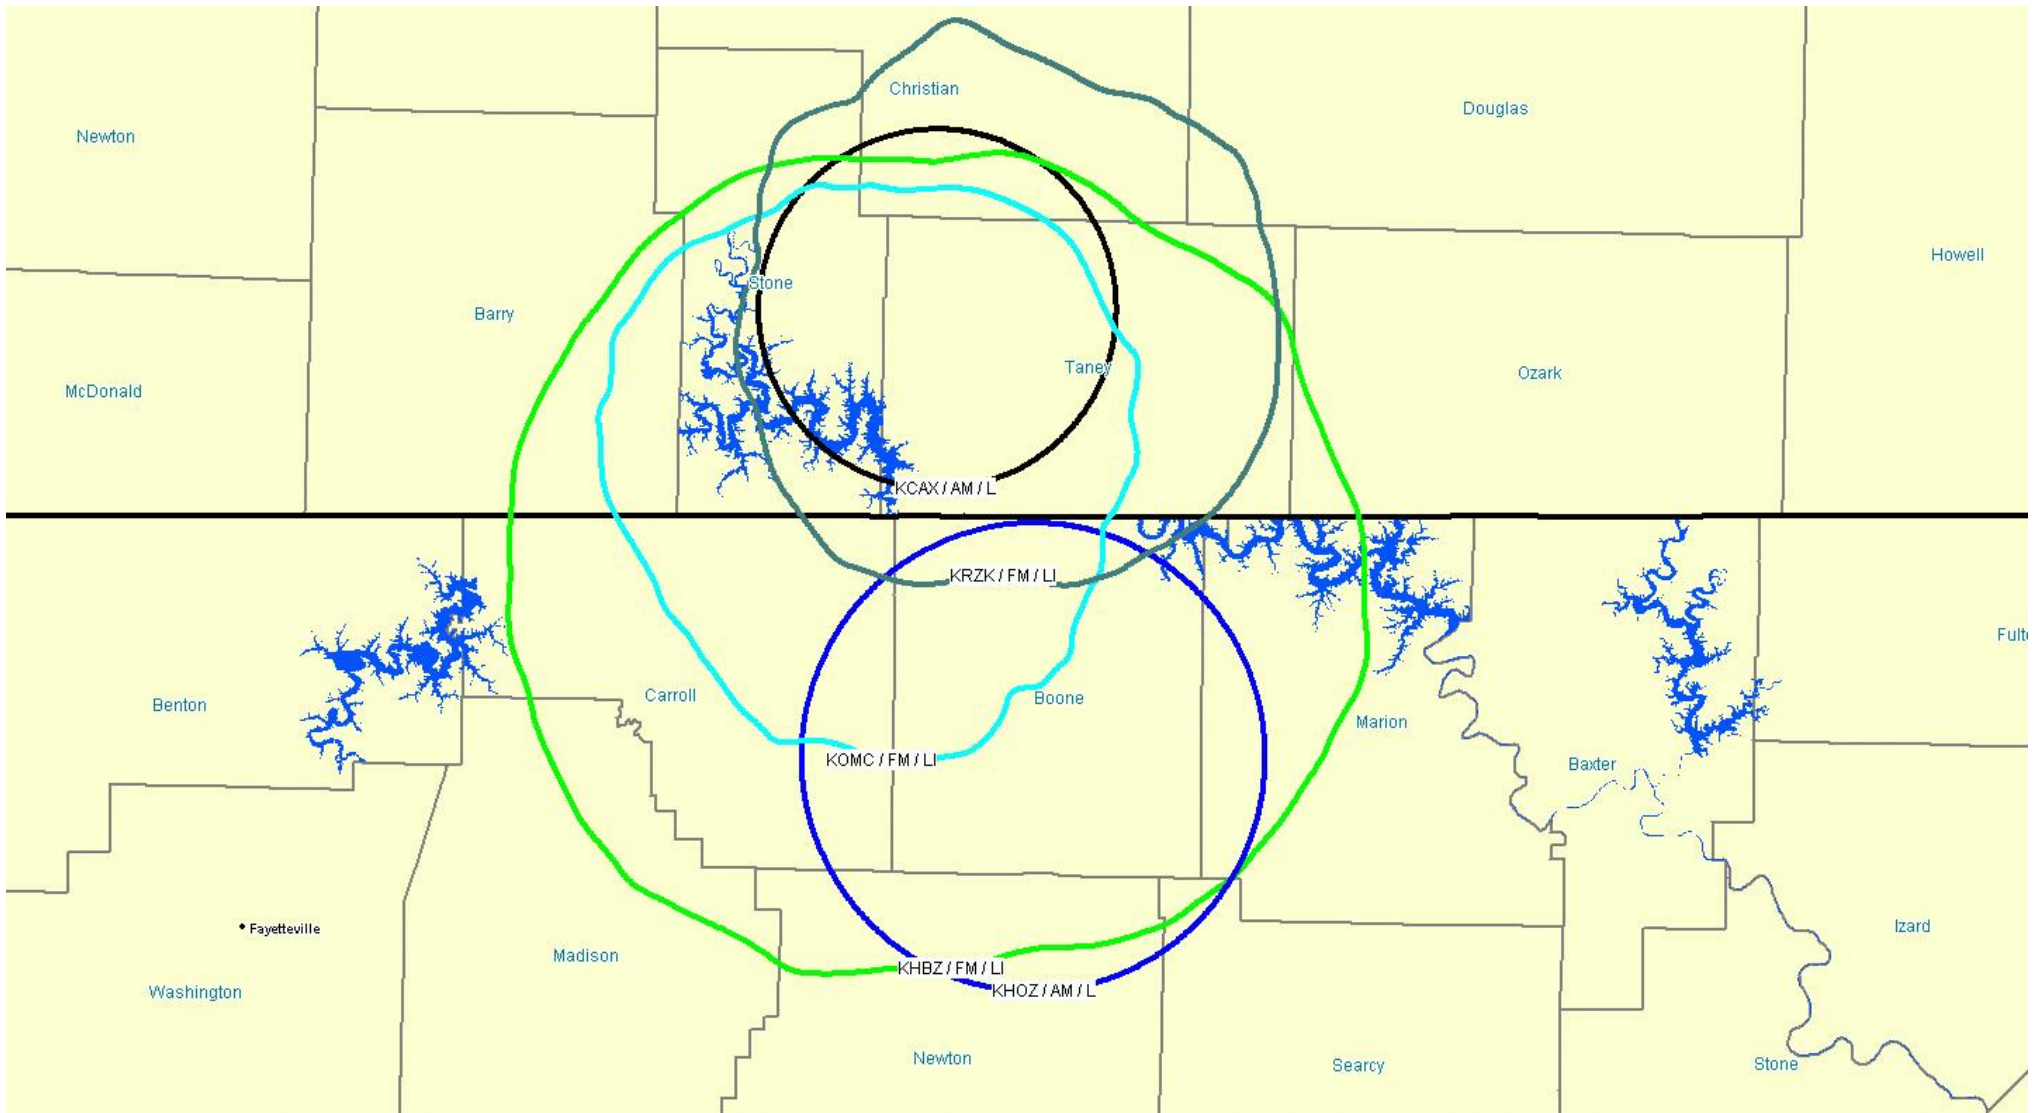 Christian
Douglas
Newton
Howell
Stone
Barry
Taney
Ozark
McDonald
KCAX / AM / L
KRZK / FM / LI
Fulto
Carroll
Boone
Benton
Marion
KOMC / FM / LI
Baxter
Fayetteville
Izard
Madison
KHBZ / FM / LI
KHOZ / AM / L
Washington
Newton
Searcy
Stone